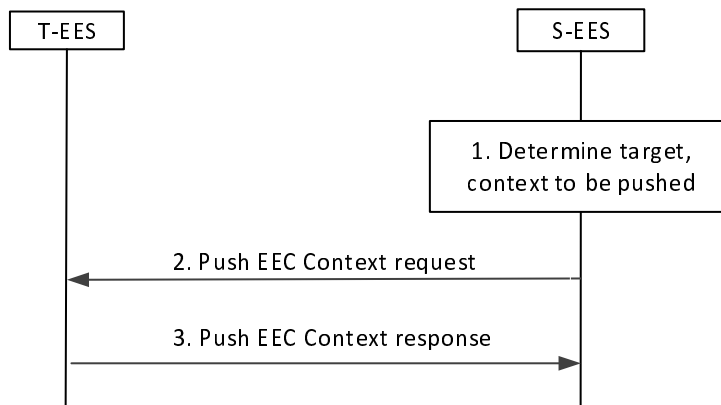 T-EES
S-EES
1. Determine target,
context to be pushed
2. Push EEC Context request
3. Push EEC Context response